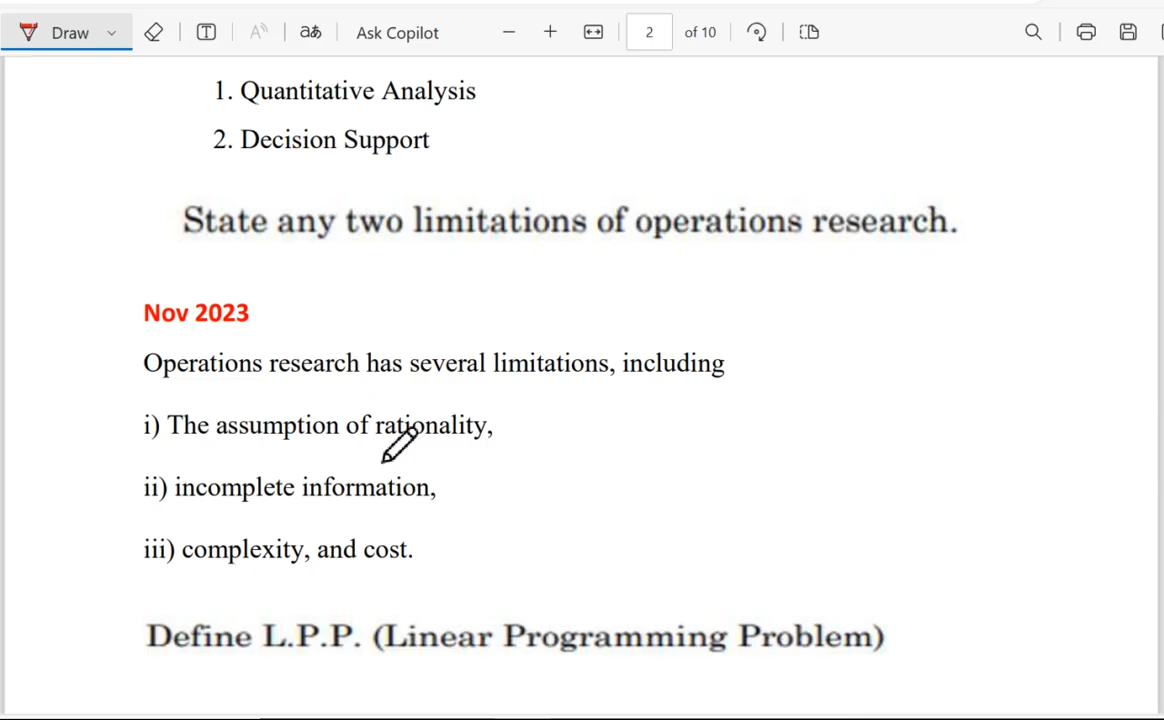 Draw aあ Ask Copilot 2 of 10
1. Quantitative Analysis
2. Decision Support
State any two limitations of operations research.
Nov 2023
Operations research has several limitations, including
i) The assumption of rationality,
ii) incomplete information,
iii) complexity, and cost.
Define L.P.P. (Linear Programming Problem)